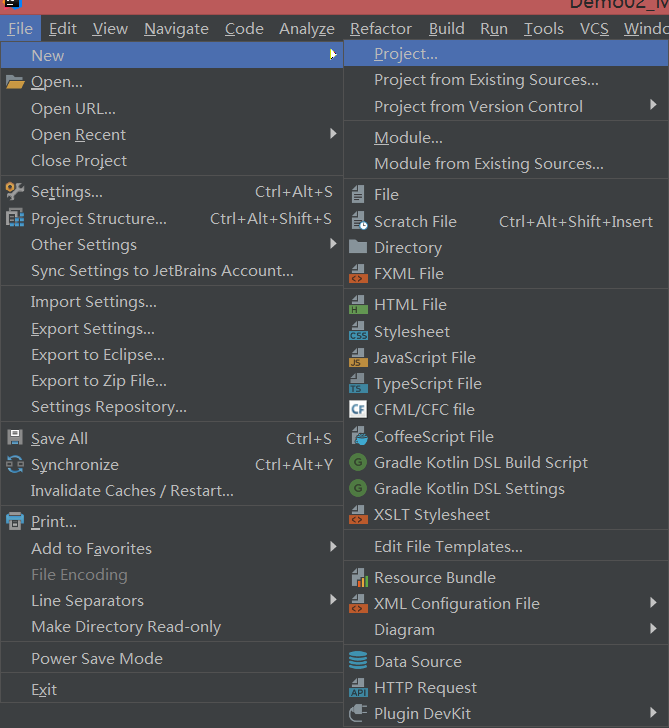 Demo02_M
File Edit View Navigate Code Analyze Refactor Build Run Tools VCS Windo
New
Open...
Open URL...
Open Recent
Close Project
Settings... Ctrl+Alt+S
Project Structure... Ctrl+Alt+Shift+S
Other Settings
Sync Settings to JetBrains Account...
Import Settings...
Export Settings...
Export to Eclipse...
Export to Zip File...
Settings Repository...
Save All Ctrl+S
Synchronize Ctrl+Alt+Y
Invalidate Caches / Restart...
Print...
Add to Favorites
File Encoding
Line Separators
Make Directory Read-only
Power Save Mode
Exit
Project...
Project from Existing Sources...
Project from Version Control
Module...
Module from Existing Sources...
File
Scratch File Ctrl+Alt+Shift+Insert
Directory
FXML File
H HTML File
CSS Stylesheet
JS JavaScript File
TS TypeScript File
CF CFML/CFC file
CoffeeScript File
G Gradle Kotlin DSL Build Script
G Gradle Kotlin DSL Settings
XSLT Stylesheet
Edit File Templates...
Resource Bundle
XML Configuration File
Diagram
Data Source
API HTTP Request
Plugin DevKit